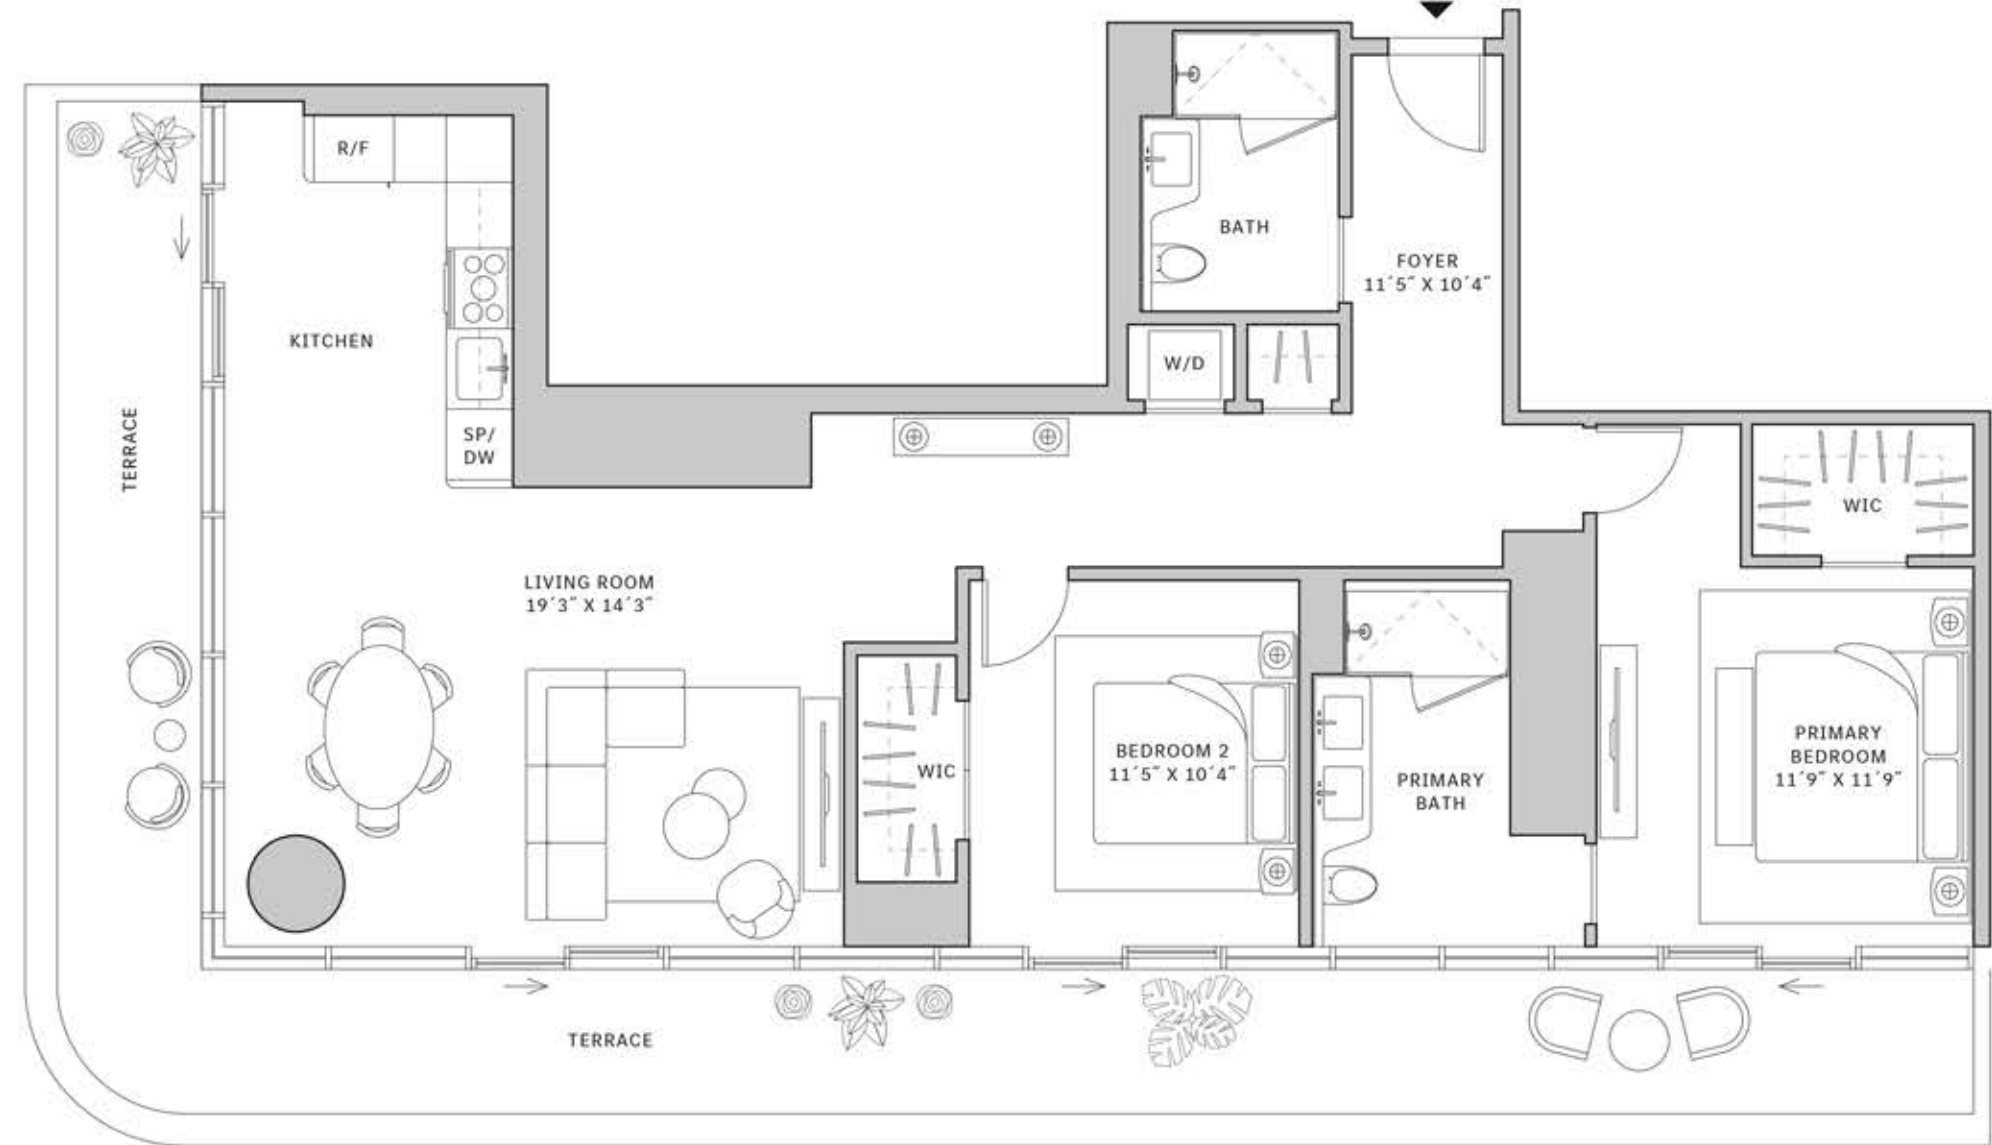 R/F
BATH
FOYER
11´5˝ X 10´4˝
KITCHEN
W/D
TERRACE
SP/
DW
WIC
LIVING ROOM
19´3˝ X 14´3˝
WIC
BEDROOM 2
11´5˝ X 10´4˝
PRIMARY
BATH
PRIMARY
BEDROOM
11´9˝ X 11´9˝
TERRACE